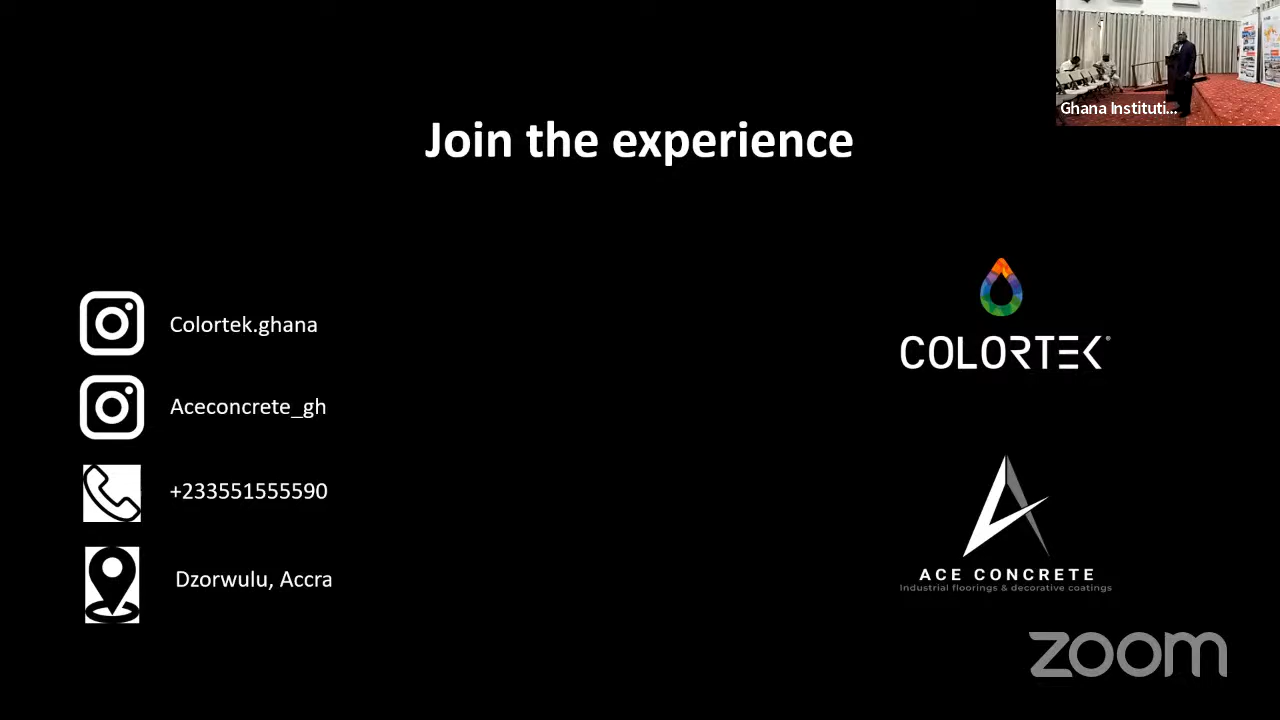 Ghana Instituti...
Join the experience
Colortek.ghana
Aceconcrete_gh
+233551555590
Dzorwulu, Accra
COLORTEK®
ACE CONCRETE
Industrial floorings & decorative coatings
zoom